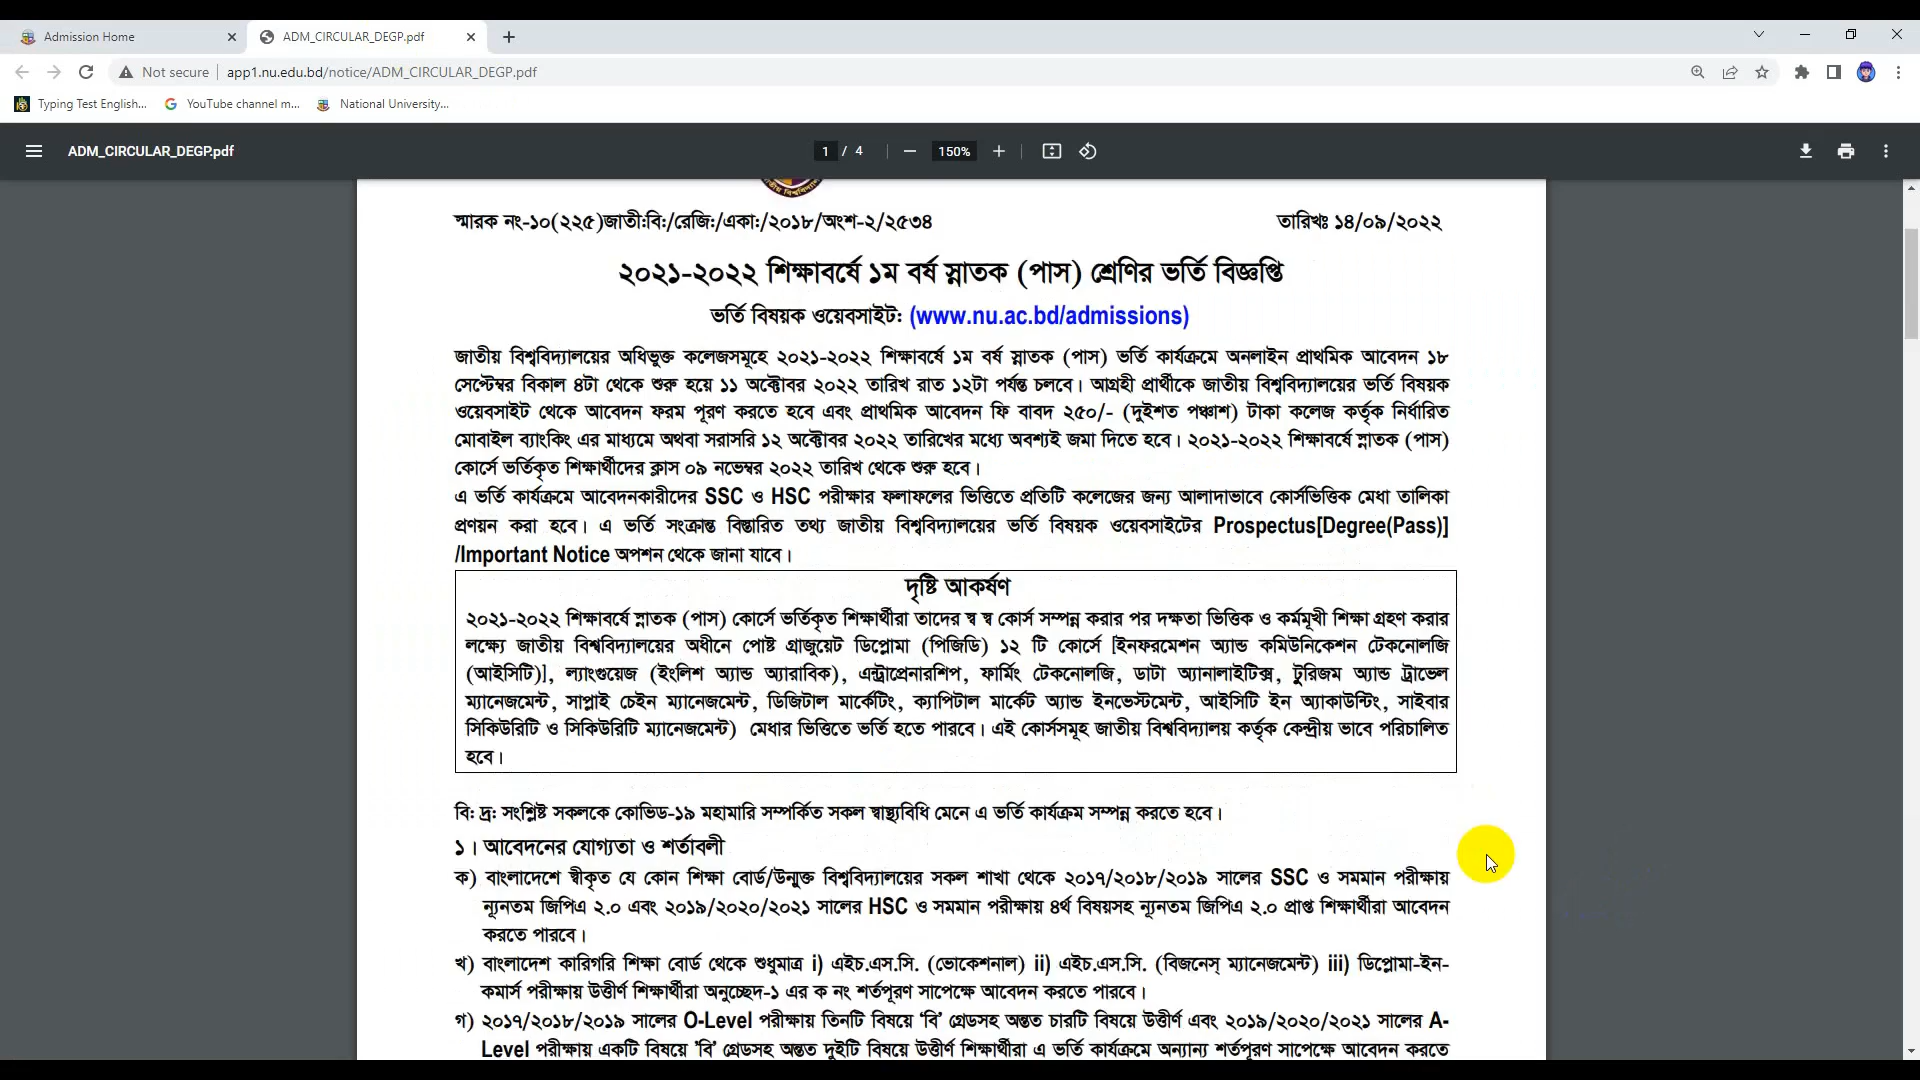 Admission Home
ADM_CIRCULAR_DEGP.pdf
Not secure
app1.nu.edu.bd/notice/ADM_CIRCULAR_DEGP.pdf
Typing Test English...
YouTube channel m...
National University...
ADM_CIRCULAR_DEGP.pdf
1 / 4
150%
স্মারক নং-১০(২২৫)জাতী:বি:/রেজি:/একা:/২০১৮/অংশ-২/২৫৩৪ তারিখঃ ১৪/০৯/২০২২
২০২১-২০২২ শিক্ষাবর্ষে ১ম বর্ষ স্নাতক (পাস) শ্রেণির ভর্তি বিজ্ঞপ্তি
ভর্তি বিষয়ক ওয়েবসাইট: (www.nu.ac.bd/admissions)
জাতীয় বিশ্ববিদ্যালয়ের অধিভুক্ত কলেজসমূহে ২০২১-২০২২ শিক্ষাবর্ষে ১ম বর্ষ স্নাতক (পাস) ভর্তি কার্যক্রমে অনলাইন প্রাথমিক আবেদন ১৮
সেপ্টেম্বর বিকাল ৪টা থেকে শুরু হয়ে ১১ অক্টোবর ২০২২ তারিখ রাত ১২টা পর্যন্ত চলবে। আগ্রহী প্রার্থীকে জাতীয় বিশ্ববিদ্যালয়ের ভর্তি বিষয়ক
ওয়েবসাইট থেকে আবেদন ফরম পূরণ করতে হবে এবং প্রাথমিক আবেদন ফি বাবদ ২৫০/- (দুইশত পঞ্চাশ) টাকা কলেজ কর্তৃক নির্ধারিত
মোবাইল ব্যাংকিং এর মাধ্যমে অথবা সরাসরি ১২ অক্টোবর ২০২২ তারিখের মধ্যে অবশ্যই জমা দিতে হবে। ২০২১-২০২২ শিক্ষাবর্ষে স্নাতক (পাস)
কোর্সে ভর্তিকৃত শিক্ষার্থীদের ক্লাস ০৯ নভেম্বর ২০২২ তারিখ থেকে শুরু হবে।
এ ভর্তি কার্যক্রমে আবেদনকারীদের SSC ও HSC পরীক্ষার ফলাফলের ভিত্তিতে প্রতিটি কলেজের জন্য আলাদাভাবে কোর্সভিত্তিক মেধা তালিকা
প্রণয়ন করা হবে। এ ভর্তি সংক্রান্ত বিস্তারিত তথ্য জাতীয় বিশ্ববিদ্যালয়ের ভর্তি বিষয়ক ওয়েবসাইটের Prospectus[Degree(Pass)]
/Important Notice অপশন থেকে জানা যাবে।
দৃষ্টি আকর্ষণ
২০২১-২০২২ শিক্ষাবর্ষে স্নাতক (পাস) কোর্সে ভর্তিকৃত শিক্ষার্থীরা তাদের স্ব স্ব কোর্স সম্পন্ন করার পর দক্ষতা ভিত্তিক ও কর্মমূখী শিক্ষা গ্রহণ করার
লক্ষ্যে জাতীয় বিশ্ববিদ্যালয়ের অধীনে পোষ্ট গ্রাজুয়েট ডিপ্লোমা (পিজিডি) ১২ টি কোর্সে [ইনফরমেশন অ্যান্ড কমিউনিকেশন টেকনোলজি
(আইসিটি)], ল্যাংগুয়েজ (ইংলিশ অ্যান্ড অ্যারাবিক), এন্ট্রাপ্রেনারশিপ, ফার্মিং টেকনোলজি, ডাটা অ্যানালাইটিক্স, টুরিজম অ্যান্ড ট্রাভেল
ম্যানেজমেন্ট, সাপ্লাই চেইন ম্যানেজমেন্ট, ডিজিটাল মার্কেটিং, ক্যাপিটাল মার্কেট অ্যান্ড ইনভেস্টমেন্ট, আইসিটি ইন অ্যাকাউন্টিং, সাইবার
সিকিউরিটি ও সিকিউরিটি ম্যানেজমেন্ট) মেধার ভিত্তিতে ভর্তি হতে পারবে। এই কোর্সসমূহ জাতীয় বিশ্ববিদ্যালয় কর্তৃক কেন্দ্রীয় ভাবে পরিচালিত
হবে।
বি: দ্র: সংশ্লিষ্ট সকলকে কোভিড-১৯ মহামারি সম্পর্কিত সকল স্বাস্থ্যবিধি মেনে এ ভর্তি কার্যক্রম সম্পন্ন করতে হবে।
১। আবেদনের যোগ্যতা ও শর্তাবলী
ক) বাংলাদেশে স্বীকৃত যে কোন শিক্ষা বোর্ড/উন্মুক্ত বিশ্ববিদ্যালয়ের সকল শাখা থেকে ২০১৭/২০১৮/২০১৯ সালের SSC ও সমমান পরীক্ষায়
ন্যূনতম জিপিএ ২.০ এবং ২০১৯/২০২০/২০২১ সালের HSC ও সমমান পরীক্ষায় ৪র্থ বিষয়সহ ন্যূনতম জিপিএ ২.০ প্রাপ্ত শিক্ষার্থীরা আবেদন
করতে পারবে।
খ) বাংলাদেশ কারিগরি শিক্ষা বোর্ড থেকে শুধুমাত্র i) এইচ.এস.সি. (ভোকেশনাল) ii) এইচ.এস.সি. (বিজনেস্ ম্যানেজমেন্ট) iii) ডিপ্লোমা-ইন-
কমার্স পরীক্ষায় উত্তীর্ণ শিক্ষার্থীরা অনুচ্ছেদ-১ এর ক নং শর্তপূরণ সাপেক্ষে আবেদন করতে পারবে।
গ) ২০১৭/২০১৮/২০১৯ সালের O-Level পরীক্ষায় তিনটি বিষয়ে ‘বি’ গ্রেডসহ অন্তত চারটি বিষয়ে উত্তীর্ণ এবং ২০১৯/২০২০/২০২১ সালের A-
Level পরীক্ষায় একটি বিষয়ে ’বি’ গ্রেডসহ অন্তত দুইটি বিষয়ে উত্তীর্ণ শিক্ষার্থীরা এ ভর্তি কার্যক্রমে অন্যান্য শর্তপূরণ সাপেক্ষে আবেদন করতে